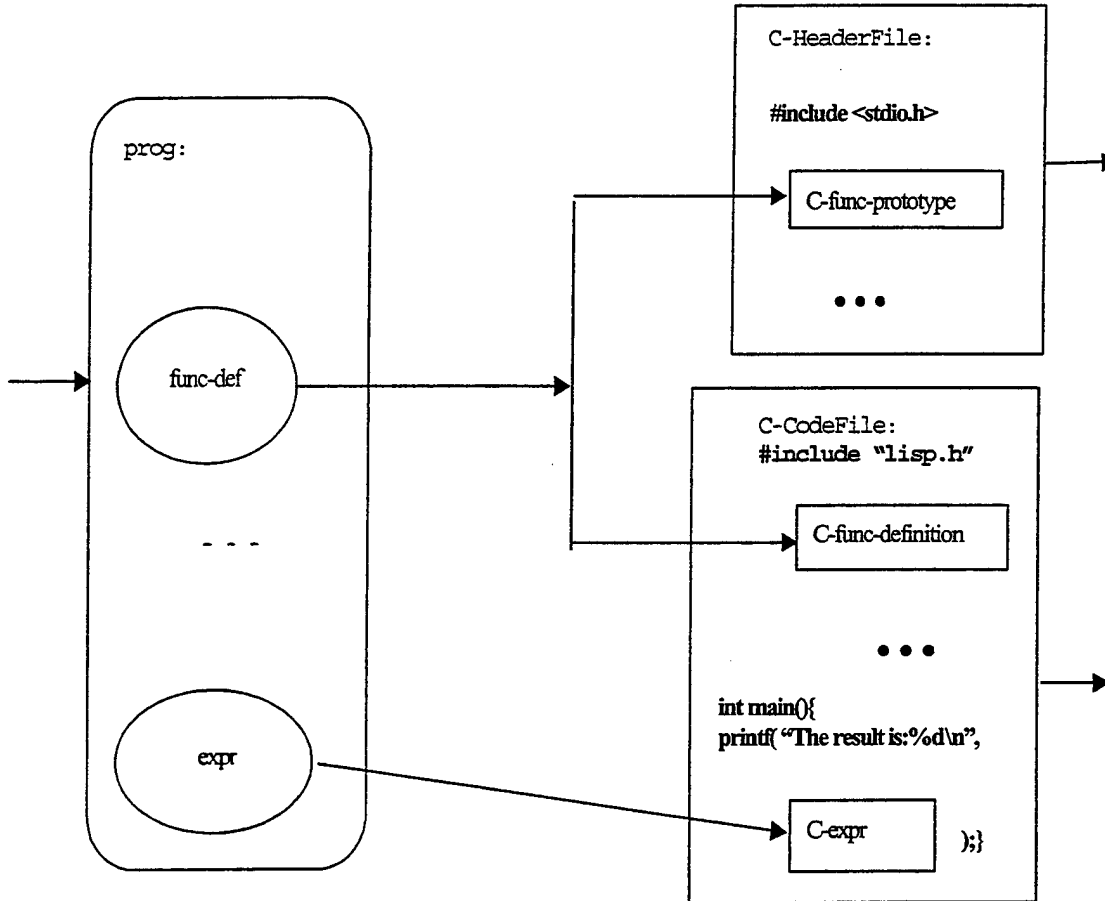 prog:
func-def
- - -
expr
C-HeaderFile:
#include <stdio.h>
C-func-prototype
•••
C-CodeFile:
#include “lisp.h”
C-func-definition
•••
int main(){
printf( “The result is:%d\n”,
C-expr );}